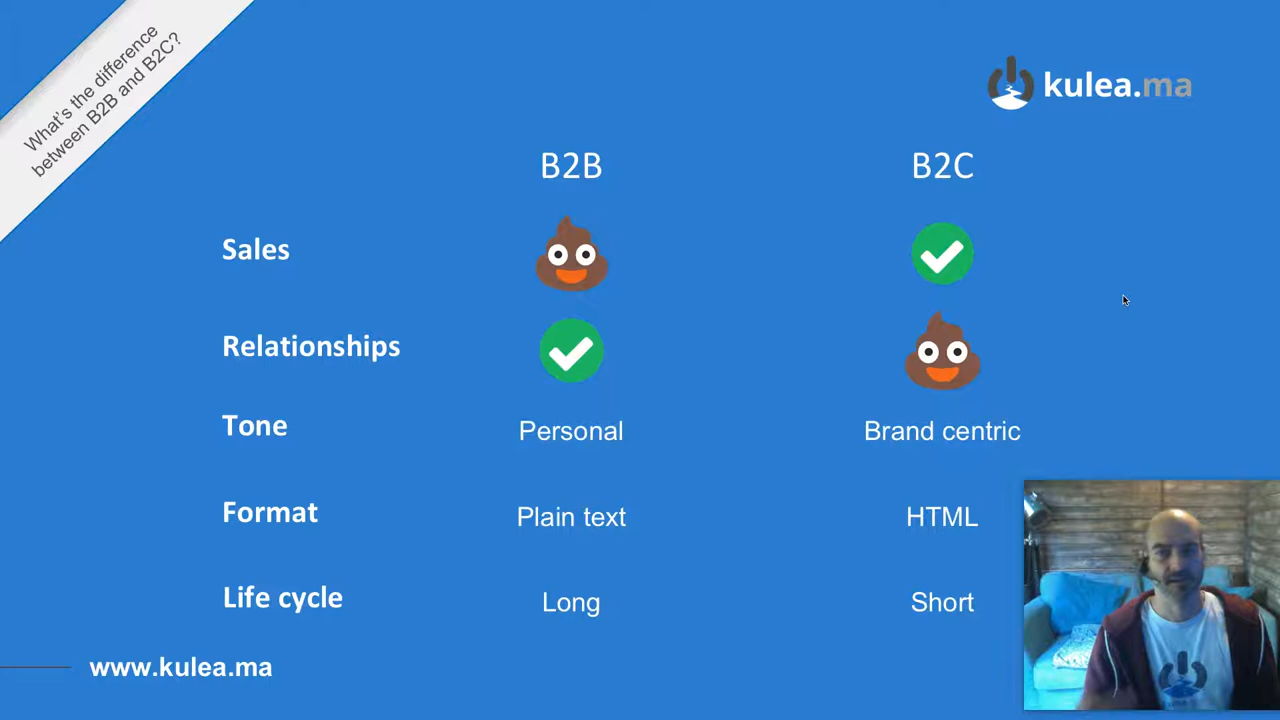 What's the difference
between B2B and B2C?
kulea.ma
B2B B2C
Sales
Relationships
Tone Personal Brand centric
Format Plain text HTML
Life cycle Long Short
www.kulea.ma